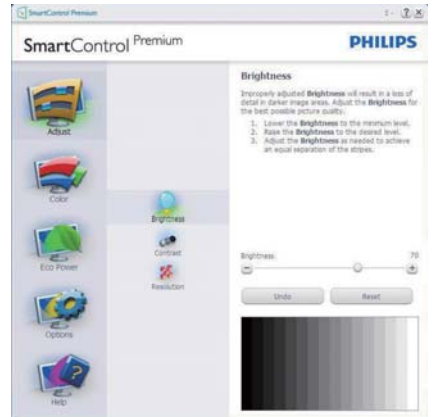 SmartControl Premium
SmartControl Premium
PHILIPS
Adjust
Color
Eco Power
Options
Help
Brightness
Contrast
Resolution
Brightness
Improperly adjusted Brightness will result in a loss of
detail in darker image areas. Adjust the Brightness for
the best possible picture quality.
1. Lower the Brightness to the minimum level.
2. Raise the Brightness to the desired level.
3. Adjust the Brightness as needed to achieve
an equal separation of the stripes.
Brightness 70
Undo Reset